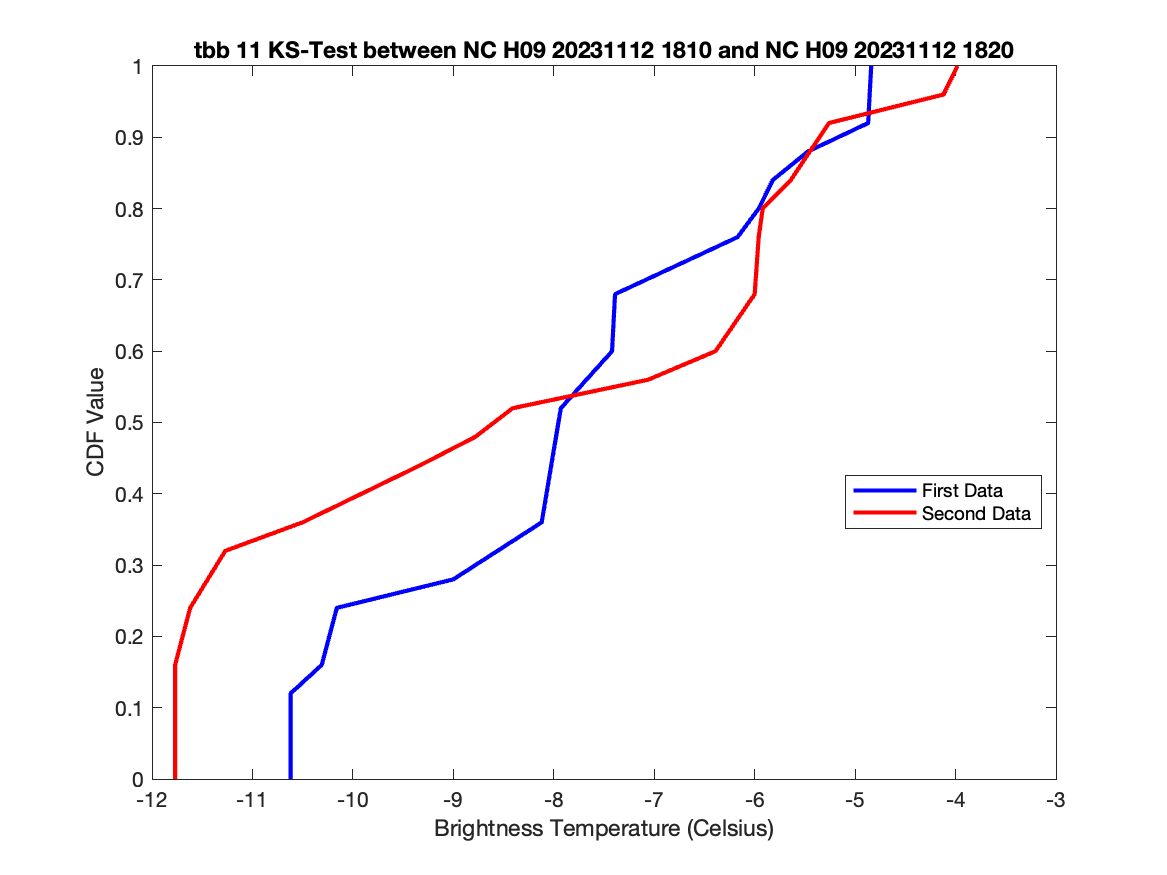 tbb 11 KS-Test between NC H09 20231112 1810 and NC H09 20231112 1820
1
0.9
0.8
0.7
0.6
0.5
0.4
0.3
0.2
0.1
0
CDF Value
First Data
Second Data
-12 -11 -10 -9 -8 -7 -6 -5 -4 -3
Brightness Temperature (Celsius)